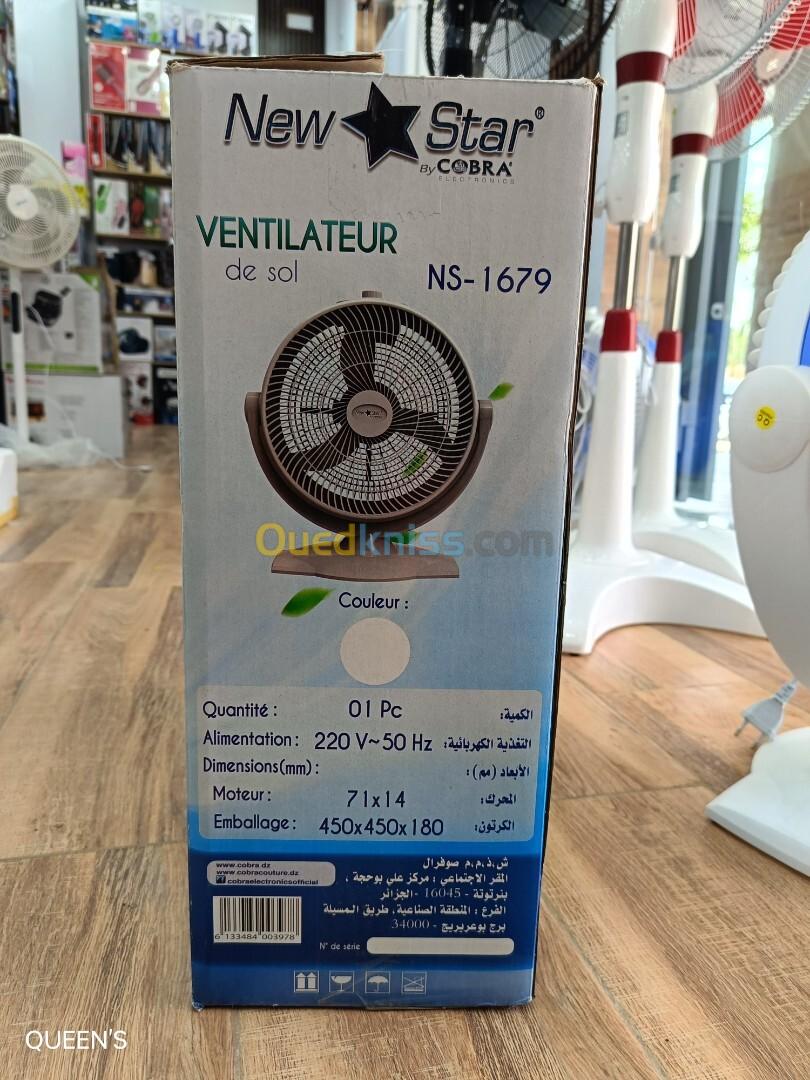 New Star®
By COBRA
ELECTRONICS
VENTILATEUR
de sol
NS-1679
New Star
Ouedkniss.com
Couleur :
Quantité : 01 Pc الكمية:
Alimentation : 220 V~50 Hz التغذية الكهربائية:
Dimensions(mm) : الأبعاد (مم):
Moteur : 71x14 المحرك:
Emballage : 450x450x180 الكرتون:
www.cobra.dz
www.cobracouture.dz
cobraelectronicsofficial
ش.ذ.م.م صوفرال
المقر الاجتماعي : مركز علي بوحجة ،
بئرتوتة - 16045 -الجزائر
الفرع : المنطقة الصناعية، طريق المسيلة
برج بوعريريج - 34000
6 133484 003978
N° de série
QUEEN'S